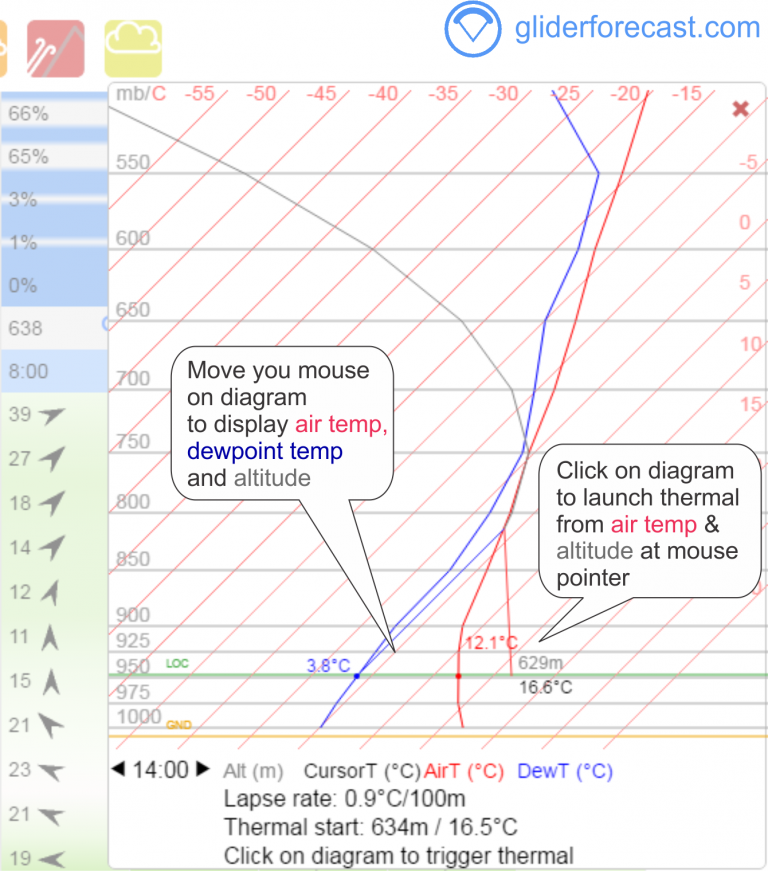 gliderforecast.com
mb/C -55 -50 -45 -40 -35 -30 -25 -20 -15
66%
65%
550
-5
3%
1%
600
0
0%
5
638
650
10
8:00
700
15
39
27
750
18
800
14
850
12
900
11
925
15
950
21
975
1000
23
21
19
Move you mouse
on diagram
to display air temp,
dewpoint temp
and altitude
Click on diagram
to launch thermal
from air temp &
altitude at mouse
pointer
12.1°C
LOC
3.8°C
629m
16.6°C
GND
14:00 Alt (m) CursorT (°C) AirT (°C) DewT (°C)
Lapse rate: 0.9°C/100m
Thermal start: 634m / 16.5°C
Click on diagram to trigger thermal